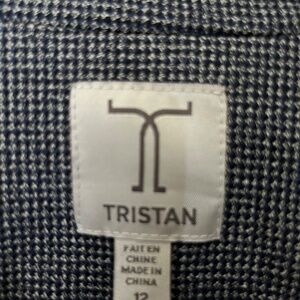 TRISTAN
FAIT EN
CHINE
MADE IN
CHINA
12